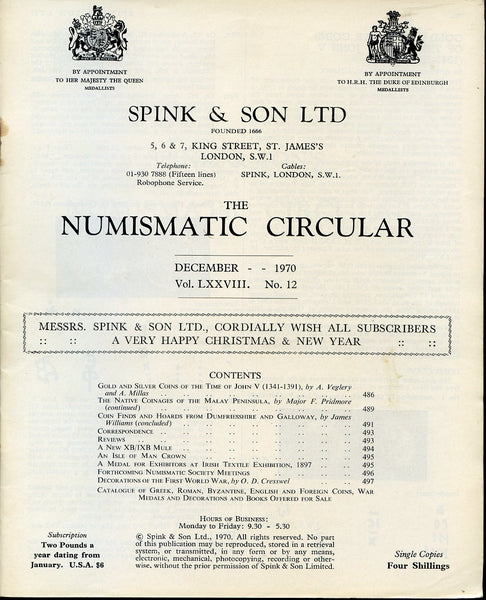 BY APPOINTMENT
TO HER MAJESTY THE QUEEN
MEDALLISTS
BY APPOINTMENT
TO H.R.H. THE DUKE OF EDINBURGH
MEDALLISTS
SPINK & SON LTD
FOUNDED 1666
5, 6 & 7, KING STREET, ST. JAMES'S
LONDON, S.W.1
Telephone:
01-930 7888 (Fifteen lines)
Robophone Service.
Cables:
SPINK, LONDON, S.W.1.
THE
NUMISMATIC CIRCULAR
DECEMBER - - 1970
Vol. LXXVIII. No. 12
MESSRS. SPINK & SON LTD., CORDIALLY WISH ALL SUBSCRIBERS
:: :: A VERY HAPPY CHRISTMAS & NEW YEAR :: ::
CONTENTS
GOLD AND SILVER COINS OF THE TIME OF JOHN V (1341-1391), by A. Veglery
and A. Millas .. .. .. .. .. .. .. .. 486
THE NATIVE COINAGES OF THE MALAY PENINSULA, by Major F. Pridmore
(continued) .. .. .. .. .. .. .. .. 489
COIN FINDS AND HOARDS FROM DUMFRIESSHIRE AND GALLOWAY, by James
Williams (concluded) .. .. .. .. .. .. .. 491
CORRESPONDENCE .. .. .. .. .. .. .. 493
REVIEWS .. .. .. .. .. .. .. .. 493
A NEW XB/IXB MULE .. .. .. .. .. .. .. 494
AN ISLE OF MAN CROWN .. .. .. .. .. .. 495
A MEDAL FOR EXHIBITORS AT IRISH TEXTILE EXHIBITION, 1897 .. .. 495
FORTHCOMING NUMISMATIC SOCIETY MEETINGS .. .. .. .. 496
DECORATIONS OF THE FIRST WORLD WAR, by O. D. Cresswel .. .. 497
CATALOGUE OF GREEK, ROMAN, BYZANTINE, ENGLISH AND FOREIGN COINS, WAR
MEDALS AND DECORATIONS AND BOOKS OFFERED FOR SALE
HOURS OF BUSINESS:
Monday to Friday: 9.30 - 5.30
Subscription
Two Pounds a
year dating from
January. U.S.A. $6
© Spink & Son Ltd., 1970. All rights reserved. No part
of this publication may be reproduced, stored in a retrieval
system, or transmitted, in any form or by any means,
electronic, mechanical, photocopying, recording or other-
wise, without the prior permission of Spink & Son Limited.
Single Copies
Four Shillings